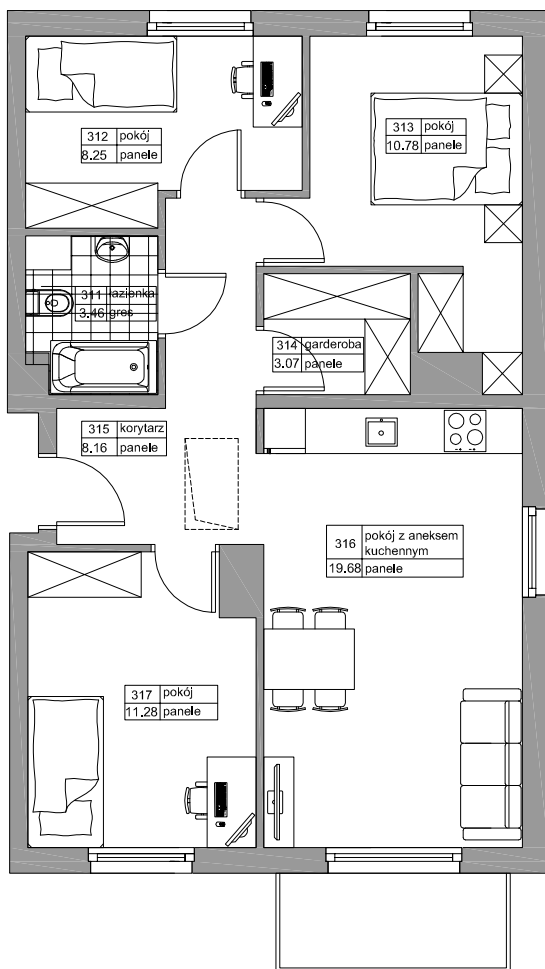 312 pokój
8.25 panele
313 pokój
10.78 panele
311 łazienka
3.46 gres
314 garderoba
3.07 panele
315 korytarz
8.16 panele
316 pokój z aneksem
kuchennym
19.68 panele
317 pokój
11.28 panele